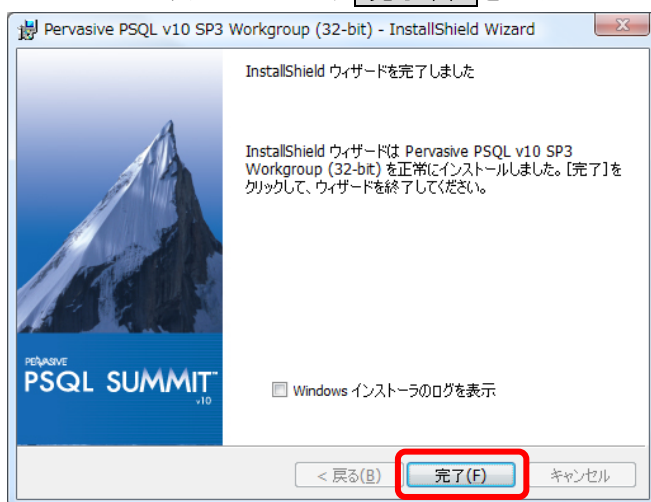 Pervasive PSQL v10 SP3 Workgroup (32-bit) - InstallShield Wizard
InstallShield ウィザードを完了しました
InstallShield ウィザードは Pervasive PSQL v10 SP3
Workgroup (32-bit) を正常にインストールしました。[完了]を
クリックして、ウィザードを終了してください。
PERVASIVE
PSQL SUMMIT
v10
Windows インストーラのログを表示
< 戻る(B)
完了(F)
キャンセル